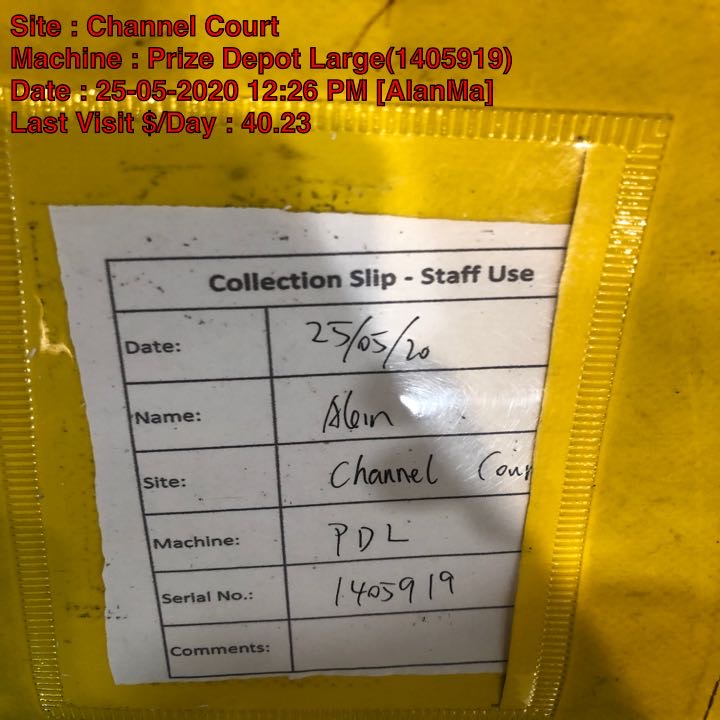 Site : Channel Court
Machine : Prize Depot Large(1405919)
Date : 25-05-2020 12:26 PM [AlanMa]
Last Visit $/Day : 40.23
Collection Slip - Staff Use
Date: 25/05/20
Name:
Site: Channel Cour
Machine: PDL
Serial No.: 1405919
Comments: